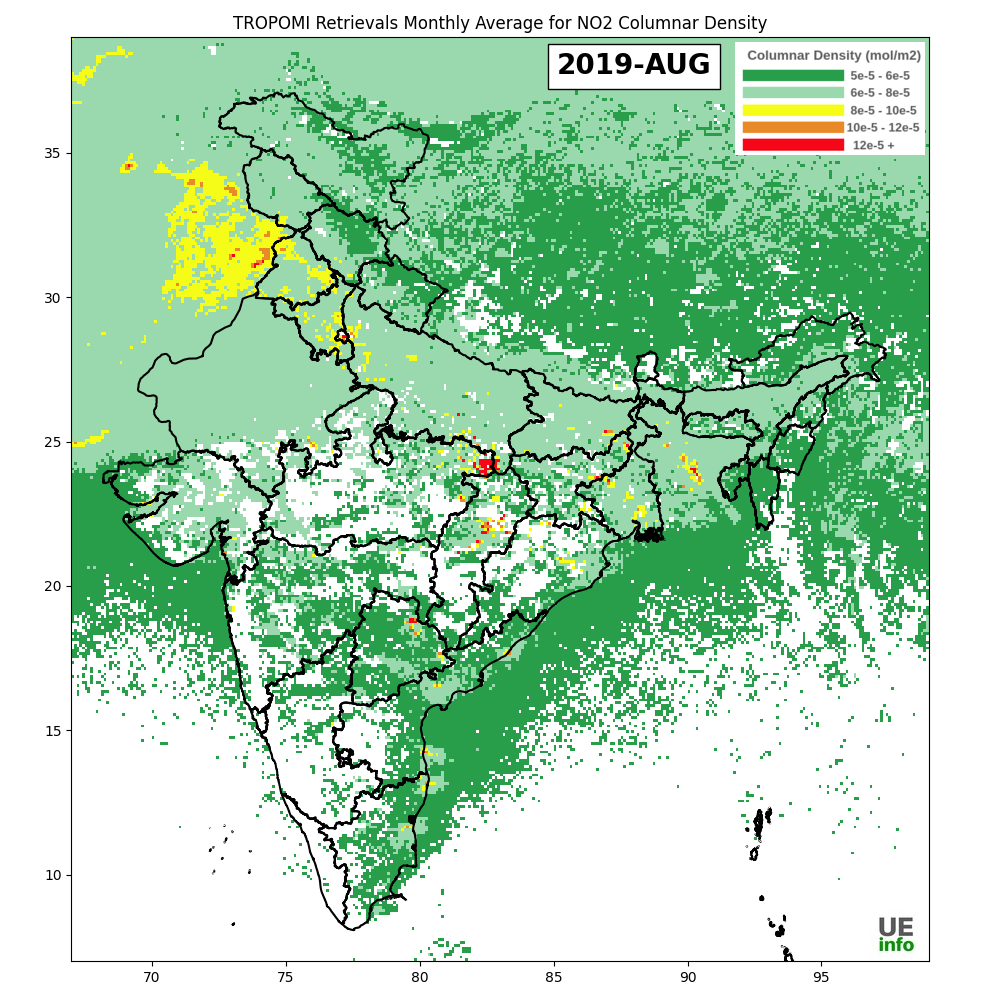 TROPOMI Retrievals Monthly Average for NO2 Columnar Density
2019-AUG
Columnar Density (mol/m2)
5e-5 - 6e-5
6e-5 - 8e-5
8e-5 - 10e-5
10e-5 - 12e-5
12e-5 +
35
30
25
20
15
10
70
75
80
85
90
95
UE
info